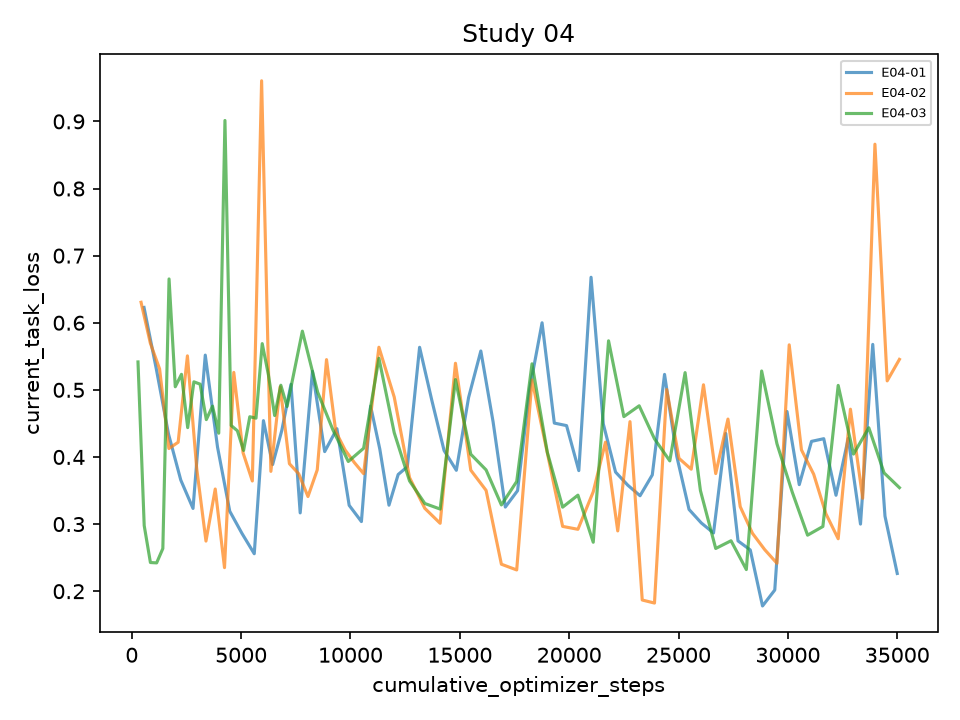 Study 04
E04-01
E04-02
E04-03
current_task_loss
0.9
0.8
0.7
0.6
0.5
0.4
0.3
0.2
0 5000 10000 15000 20000 25000 30000 35000
cumulative_optimizer_steps